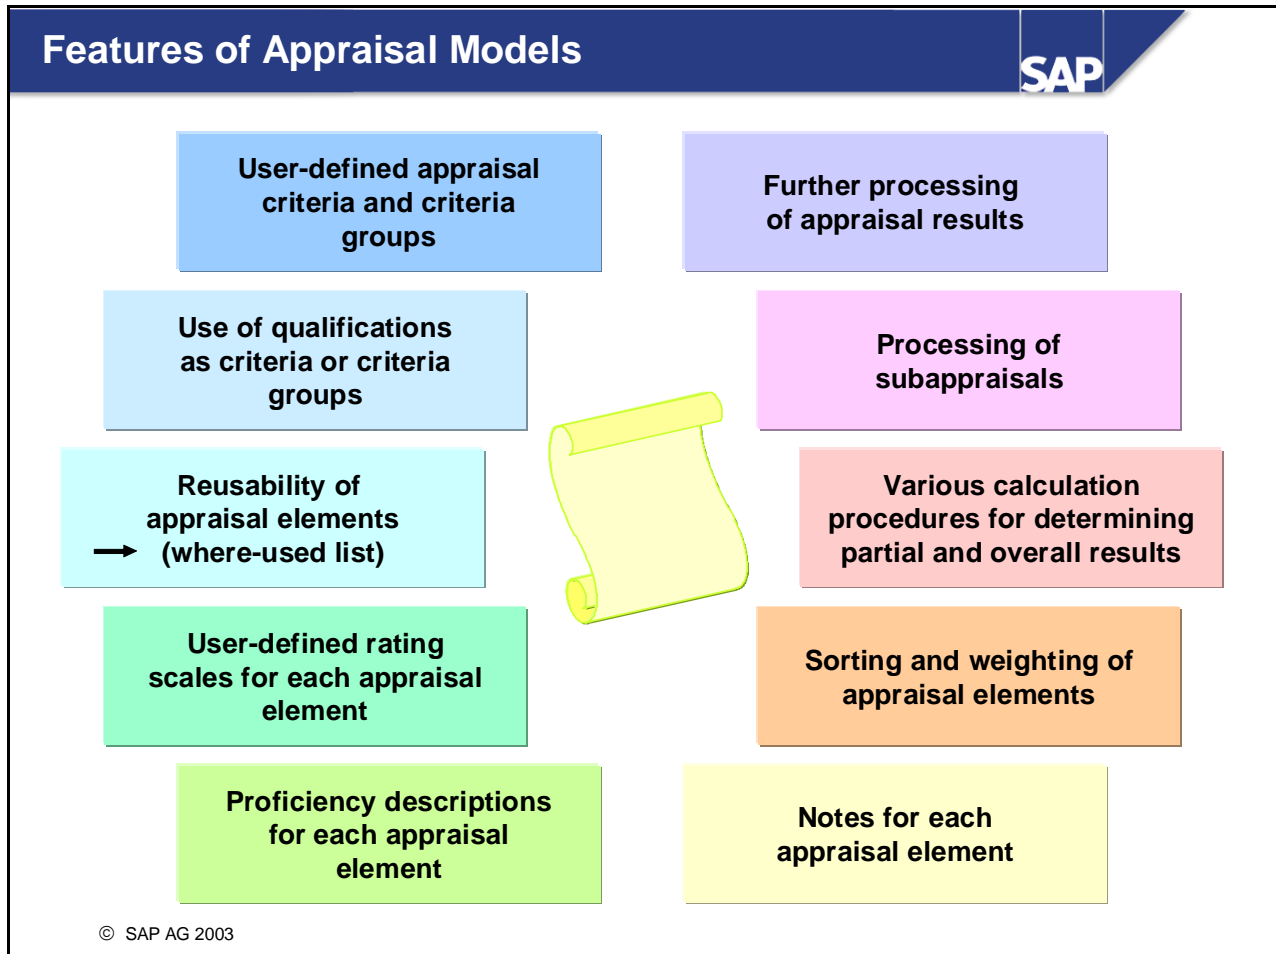 Features of Appraisal Models
SAP
User-defined appraisal
criteria and criteria
groups
Further processing
of appraisal results
Use of qualifications
as criteria or criteria
groups
Processing of
subappraisals
Reusability of
appraisal elements
(where-used list)
Various calculation
procedures for determining
partial and overall results
User-defined rating
scales for each appraisal
element
Sorting and weighting of
appraisal elements
Proficiency descriptions
for each appraisal
element
Notes for each
appraisal element
© SAP AG 2003